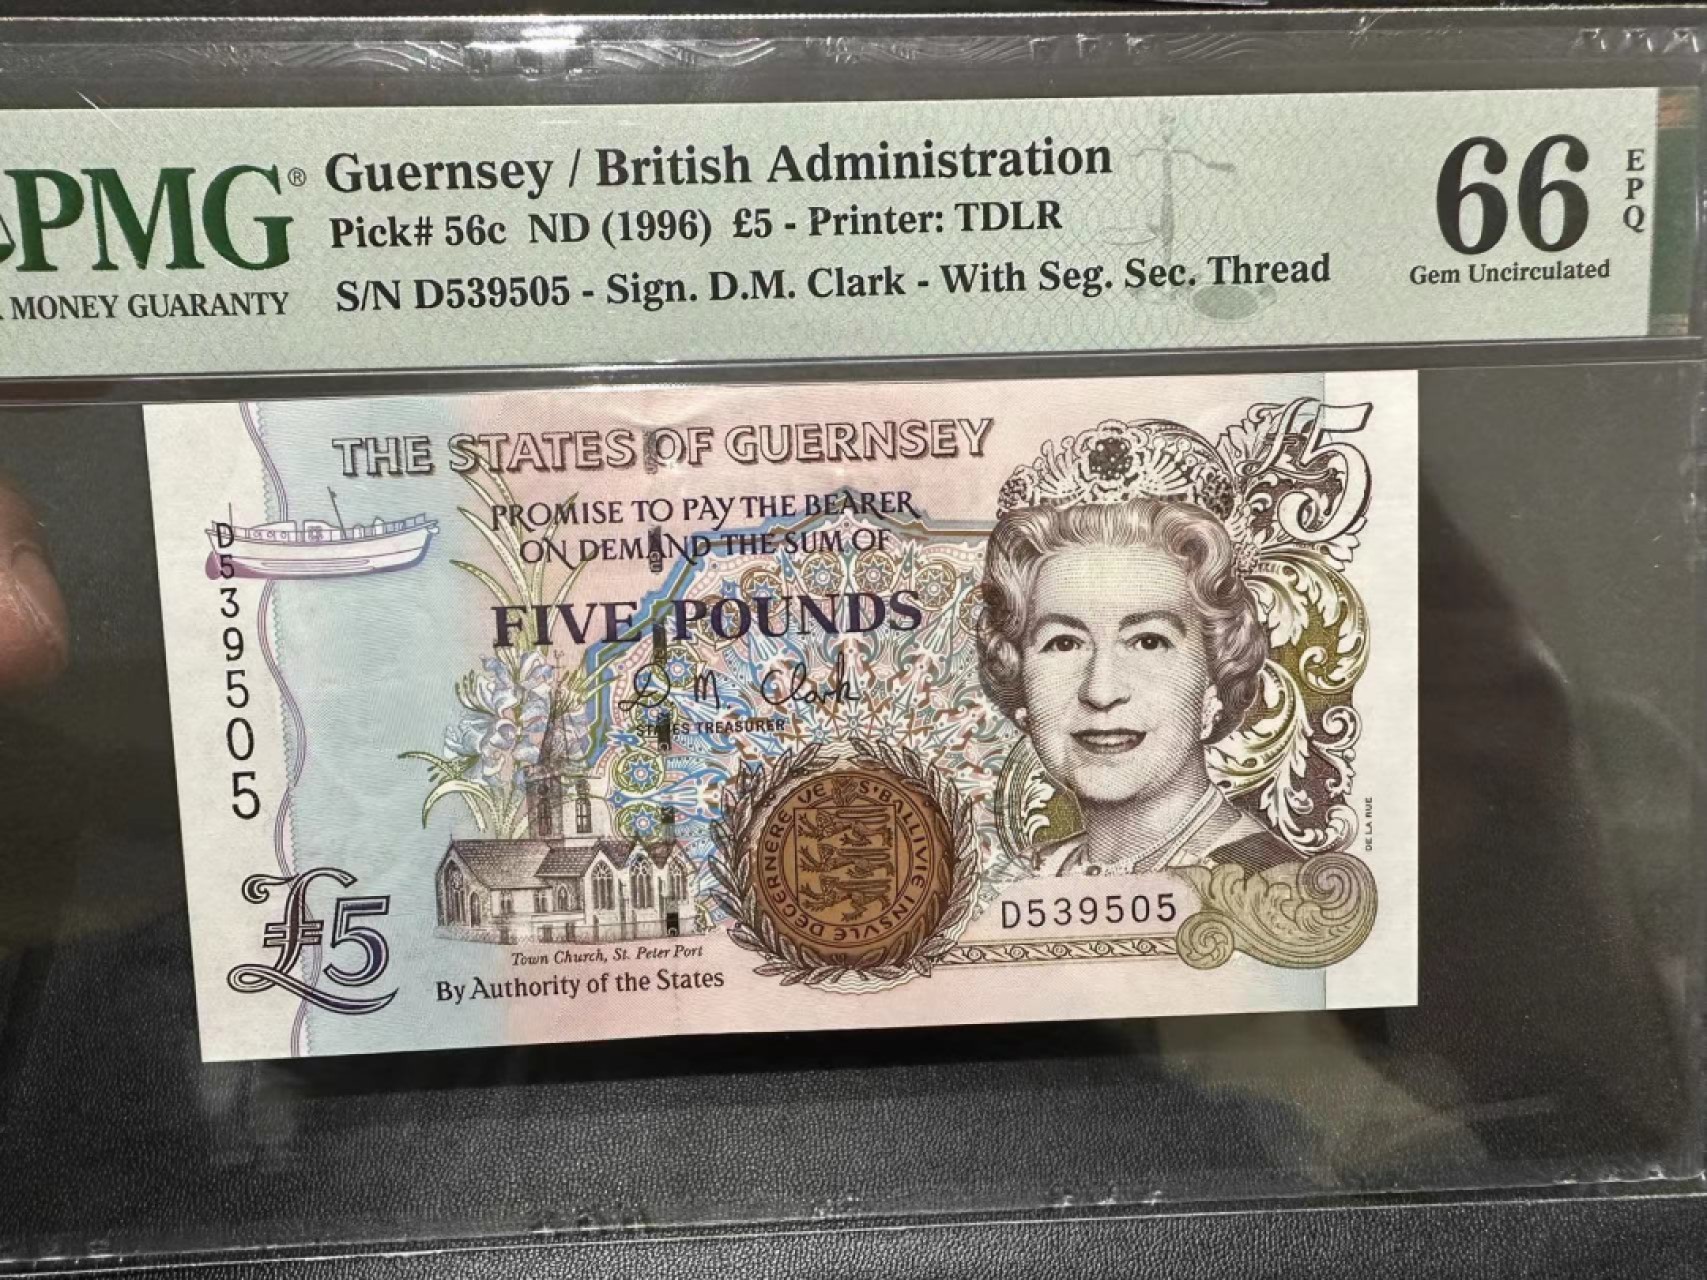 PMG®
MONEY GUARANTY
Guernsey / British Administration
Pick# 56c ND (1996) £5 - Printer: TDLR
S/N D539505 - Sign. D.M. Clark - With Seg. Sec. Thread
66
EPQ
Gem Uncirculated
THE STATES OF GUERNSEY
£5
PROMISE TO PAY THE BEARER
ON DEMAND THE SUM OF
FIVE POUNDS
D M. Clark
STATES TREASURER
D539505
S·BALLIVIE INSVLE DEGERNEREVE
D539505
DE LA RUE
£5
Town Church, St. Peter Port
By Authority of the States